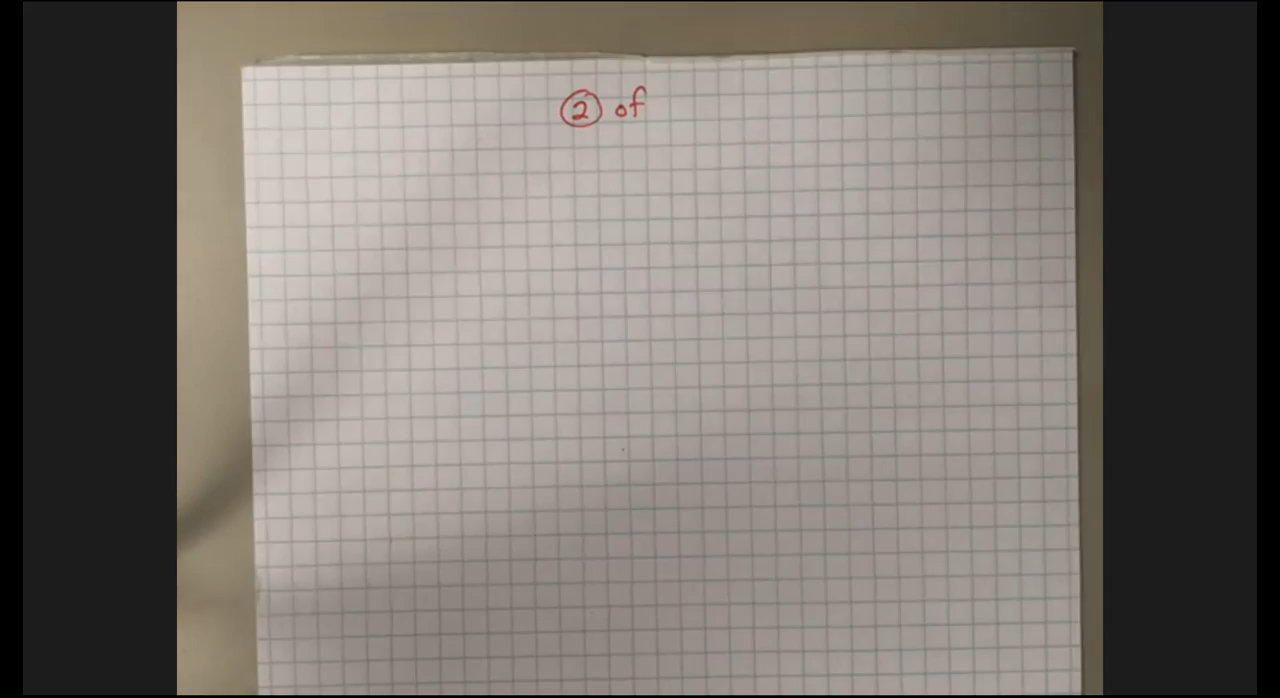 ② of